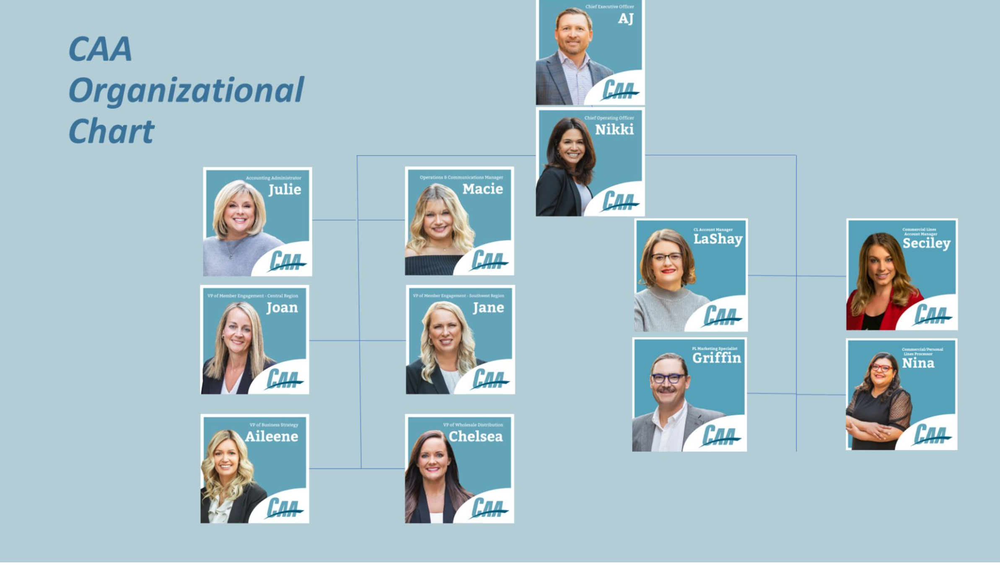 CAA
Organizational
Chart
Chief Executive Officer
AJ
CAA
Chief Operating Officer
Nikki
CAA
Accounting Administrator
Julie
CAA
Operations & Communications Manager
Macie
CAA
CL Account Manager
LaShay
CAA
Commercial Lines
Account Manager
Seciley
CAA
VP of Member Engagement - Central Region
Joan
CAA
VP of Member Engagement - Southwest Region
Jane
CAA
PL Marketing Specialist
Griffin
CAA
Commercial/Personal
Lines Processor
Nina
CAA
VP of Business Strategy
Aileene
CAA
VP of Wholesale Distribution
Chelsea
CAA